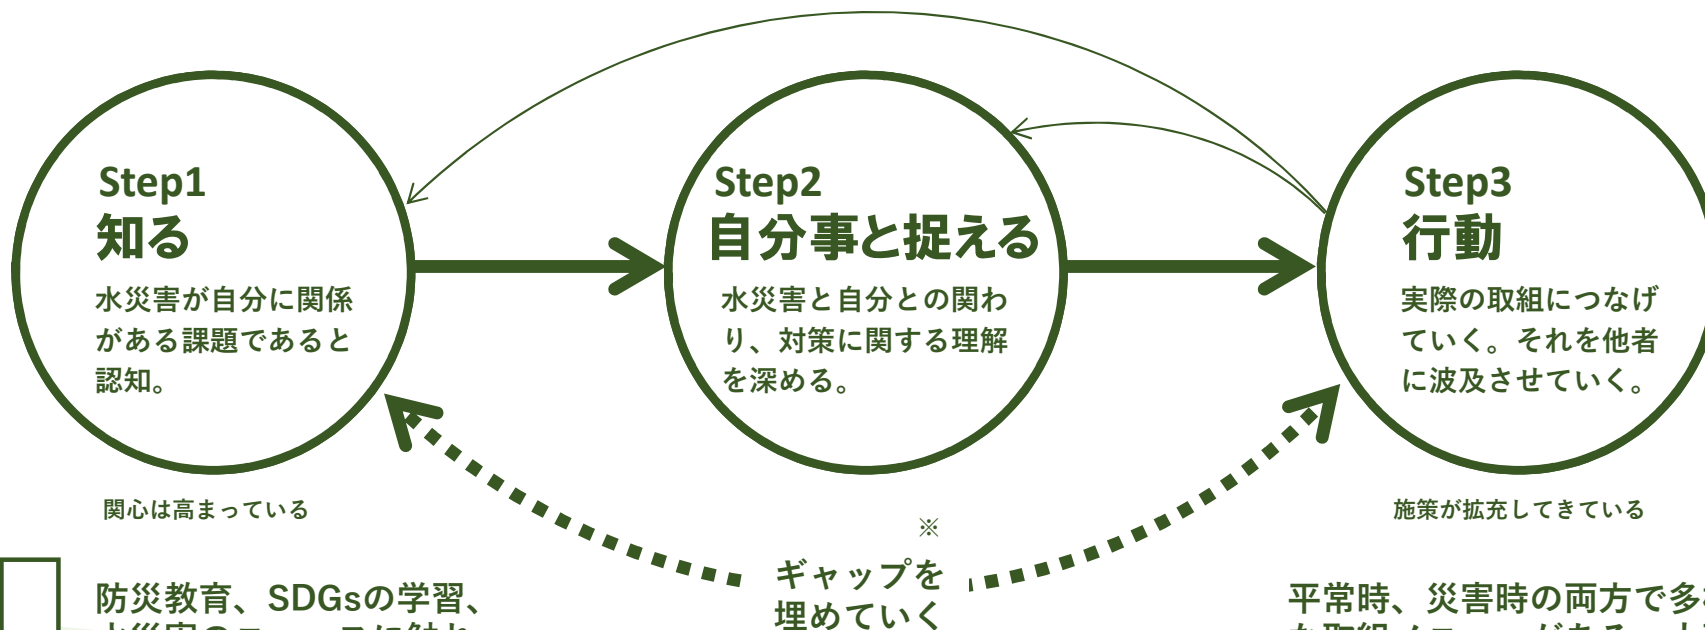 Step1
知る
水災害が自分に関係
がある課題であると
認知。
Step2
自分事と捉える
水災害と自分との関わ
り、対策に関する理解
を深める。
Step3
行動
実際の取組につなげ
ていく。それを他者
に波及させていく。
関心は高まっている
施策が拡充してきている
※
ギャップを
埋めていく
防災教育、SDGsの学習、
平常時、災害時の両方で多